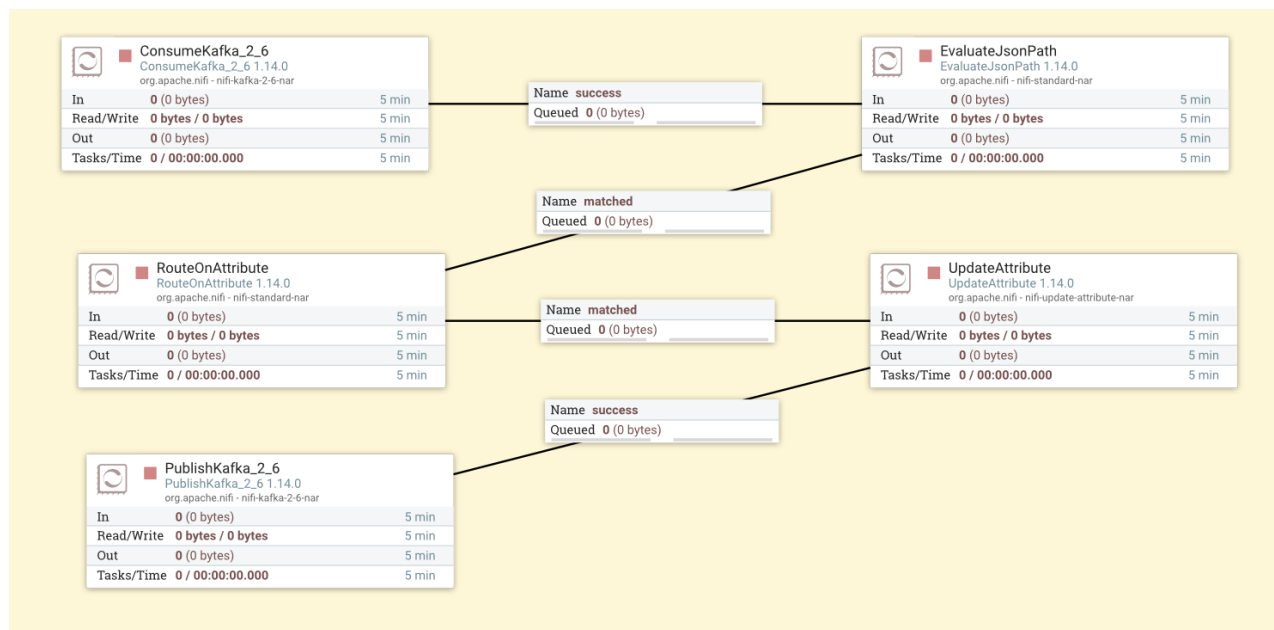 ConsumeKafka_2_6
ConsumeKafka_2_6 1.14.0
org.apache.nifi - nifi-kafka-2-6-nar
In 0 (0 bytes) 5 min
Read/Write 0 bytes / 0 bytes 5 min
Out 0 (0 bytes) 5 min
Tasks/Time 0 / 00:00:00.000 5 min
Name success
Queued 0 (0 bytes)
EvaluateJsonPath
EvaluateJsonPath 1.14.0
org.apache.nifi - nifi-standard-nar
In 0 (0 bytes) 5 min
Read/Write 0 bytes / 0 bytes 5 min
Out 0 (0 bytes) 5 min
Tasks/Time 0 / 00:00:00.000 5 min
Name matched
Queued 0 (0 bytes)
RouteOnAttribute
RouteOnAttribute 1.14.0
org.apache.nifi - nifi-standard-nar
In 0 (0 bytes) 5 min
Read/Write 0 bytes / 0 bytes 5 min
Out 0 (0 bytes) 5 min
Tasks/Time 0 / 00:00:00.000 5 min
Name matched
Queued 0 (0 bytes)
UpdateAttribute
UpdateAttribute 1.14.0
org.apache.nifi - nifi-update-attribute-nar
In 0 (0 bytes) 5 min
Read/Write 0 bytes / 0 bytes 5 min
Out 0 (0 bytes) 5 min
Tasks/Time 0 / 00:00:00.000 5 min
Name success
Queued 0 (0 bytes)
PublishKafka_2_6
PublishKafka_2_6 1.14.0
org.apache.nifi - nifi-kafka-2-6-nar
In 0 (0 bytes) 5 min
Read/Write 0 bytes / 0 bytes 5 min
Out 0 (0 bytes) 5 min
Tasks/Time 0 / 00:00:00.000 5 min